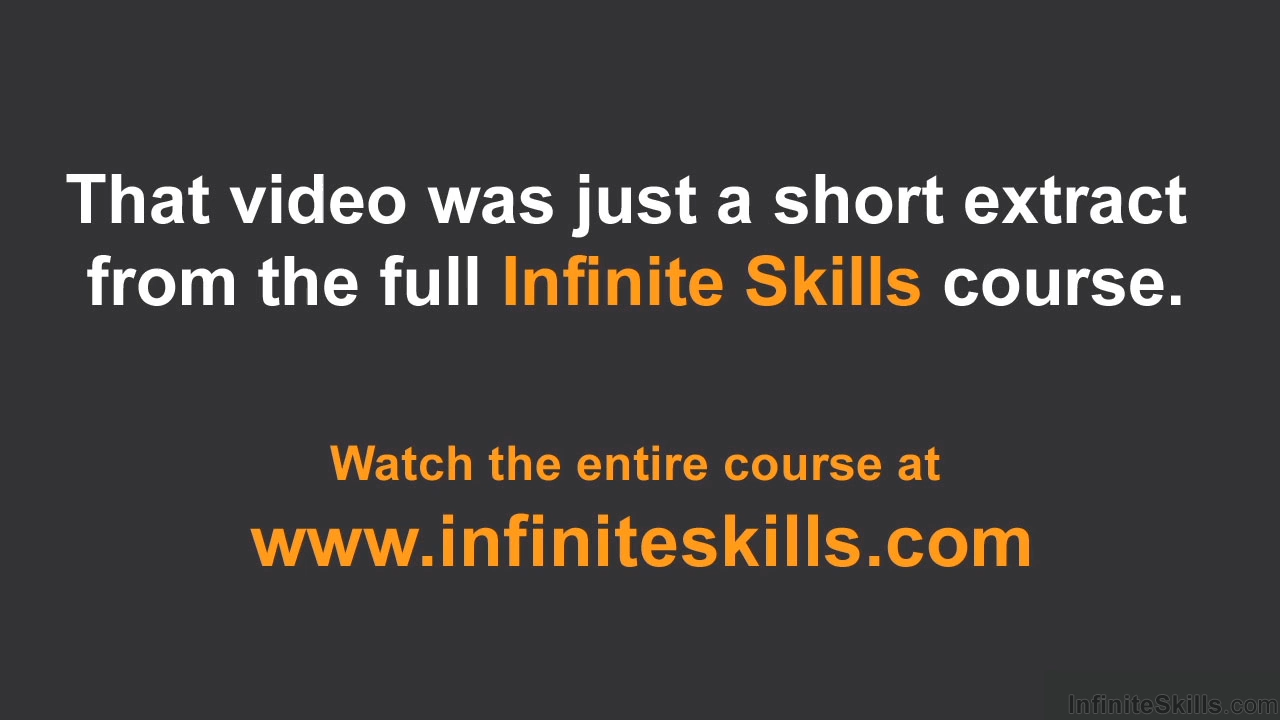 That video was just a short extract
from the full Infinite Skills course.
Watch the entire course at
www.infiniteskills.com
InfiniteSkills.com